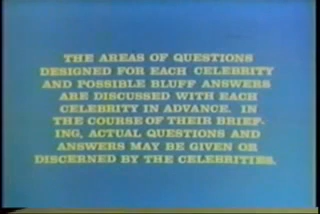 THE AREAS OF QUESTIONS
DESIGNED FOR EACH CELEBRITY
AND POSSIBLE BLUFF ANSWERS
ARE DISCUSSED WITH EACH
CELEBRITY IN ADVANCE. IN
THE COURSE OF THEIR BRIEF-
ING, ACTUAL QUESTIONS AND
ANSWERS MAY BE GIVEN OR
DISCERNED BY THE CELEBRITIES.